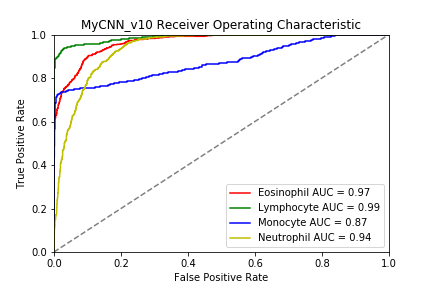 MyCNN_v10 Receiver Operating Characteristic
1.0
0.8
0.6
0.4
0.2
0.0
True Positive Rate
Eosinophil AUC = 0.97
Lymphocyte AUC = 0.99
Monocyte AUC = 0.87
Neutrophil AUC = 0.94
0.0 0.2 0.4 0.6 0.8 1.0
False Positive Rate